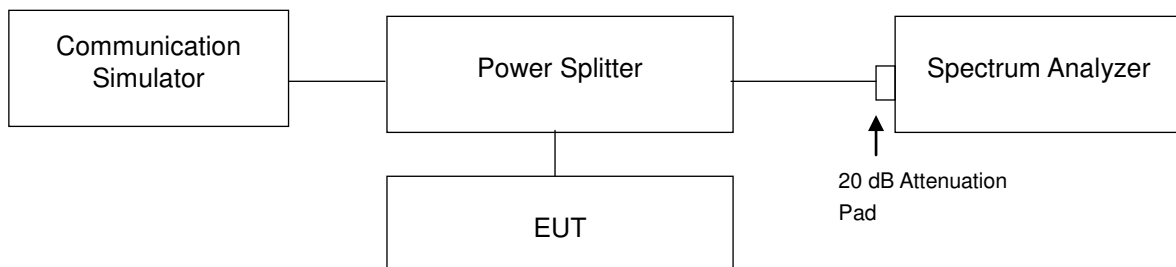 Communication
Simulator
Power Splitter
Spectrum Analyzer
20 dB Attenuation
Pad
EUT